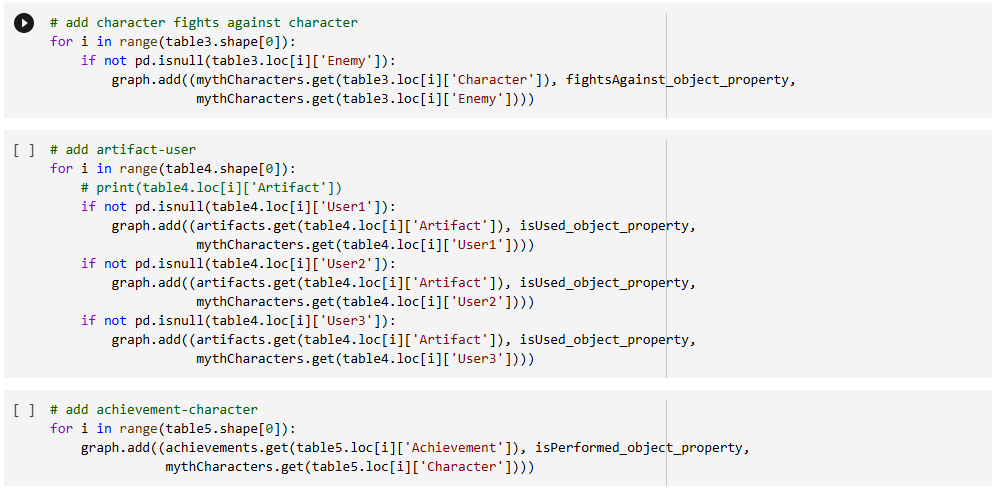 # add character fights against character
for i in range(table3.shape[0]):
    if not pd.isnull(table3.loc[i]['Enemy']):
        graph.add((mythCharacters.get(table3.loc[i]['Character']), fightsAgainst_object_property,
                   mythCharacters.get(table3.loc[i]['Enemy'])))
[ ] # add artifact-user
for i in range(table4.shape[0]):
    # print(table4.loc[i]['Artifact'])
    if not pd.isnull(table4.loc[i]['User1']):
        graph.add((artifacts.get(table4.loc[i]['Artifact']), isUsed_object_property,
                   mythCharacters.get(table4.loc[i]['User1'])))
    if not pd.isnull(table4.loc[i]['User2']):
        graph.add((artifacts.get(table4.loc[i]['Artifact']), isUsed_object_property,
                   mythCharacters.get(table4.loc[i]['User2'])))
    if not pd.isnull(table4.loc[i]['User3']):
        graph.add((artifacts.get(table4.loc[i]['Artifact']), isUsed_object_property,
                   mythCharacters.get(table4.loc[i]['User3'])))
[ ] # add achievement-character
for i in range(table5.shape[0]):
    graph.add((achievements.get(table5.loc[i]['Achievement']), isPerformed_object_property,
               mythCharacters.get(table5.loc[i]['Character'])))